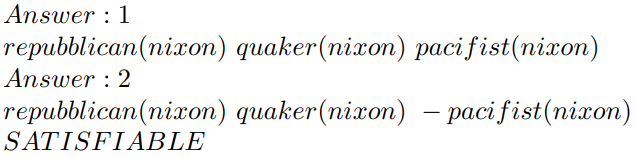 Answer : 1
repubblican(nixon) quaker(nixon) pacifist(nixon)
Answer : 2
repubblican(nixon) quaker(nixon) − pacifist(nixon)
SATISFIABLE